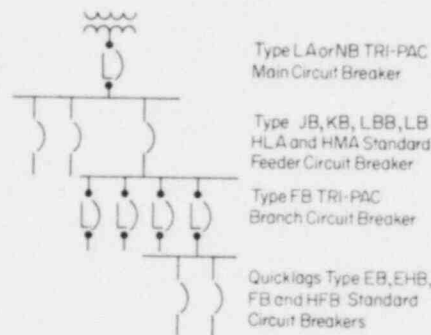 Type LA or NB TRI-PAC
Main Circuit Breaker
Type JB, KB, LBB, LB
HLA and HMA Standard
Feeder Circuit Breaker
Type FB TRI-PAC
Branch Circuit Breaker
Quicklags Type EB, EHB,
FB and HFB Standard
Circuit Breakers